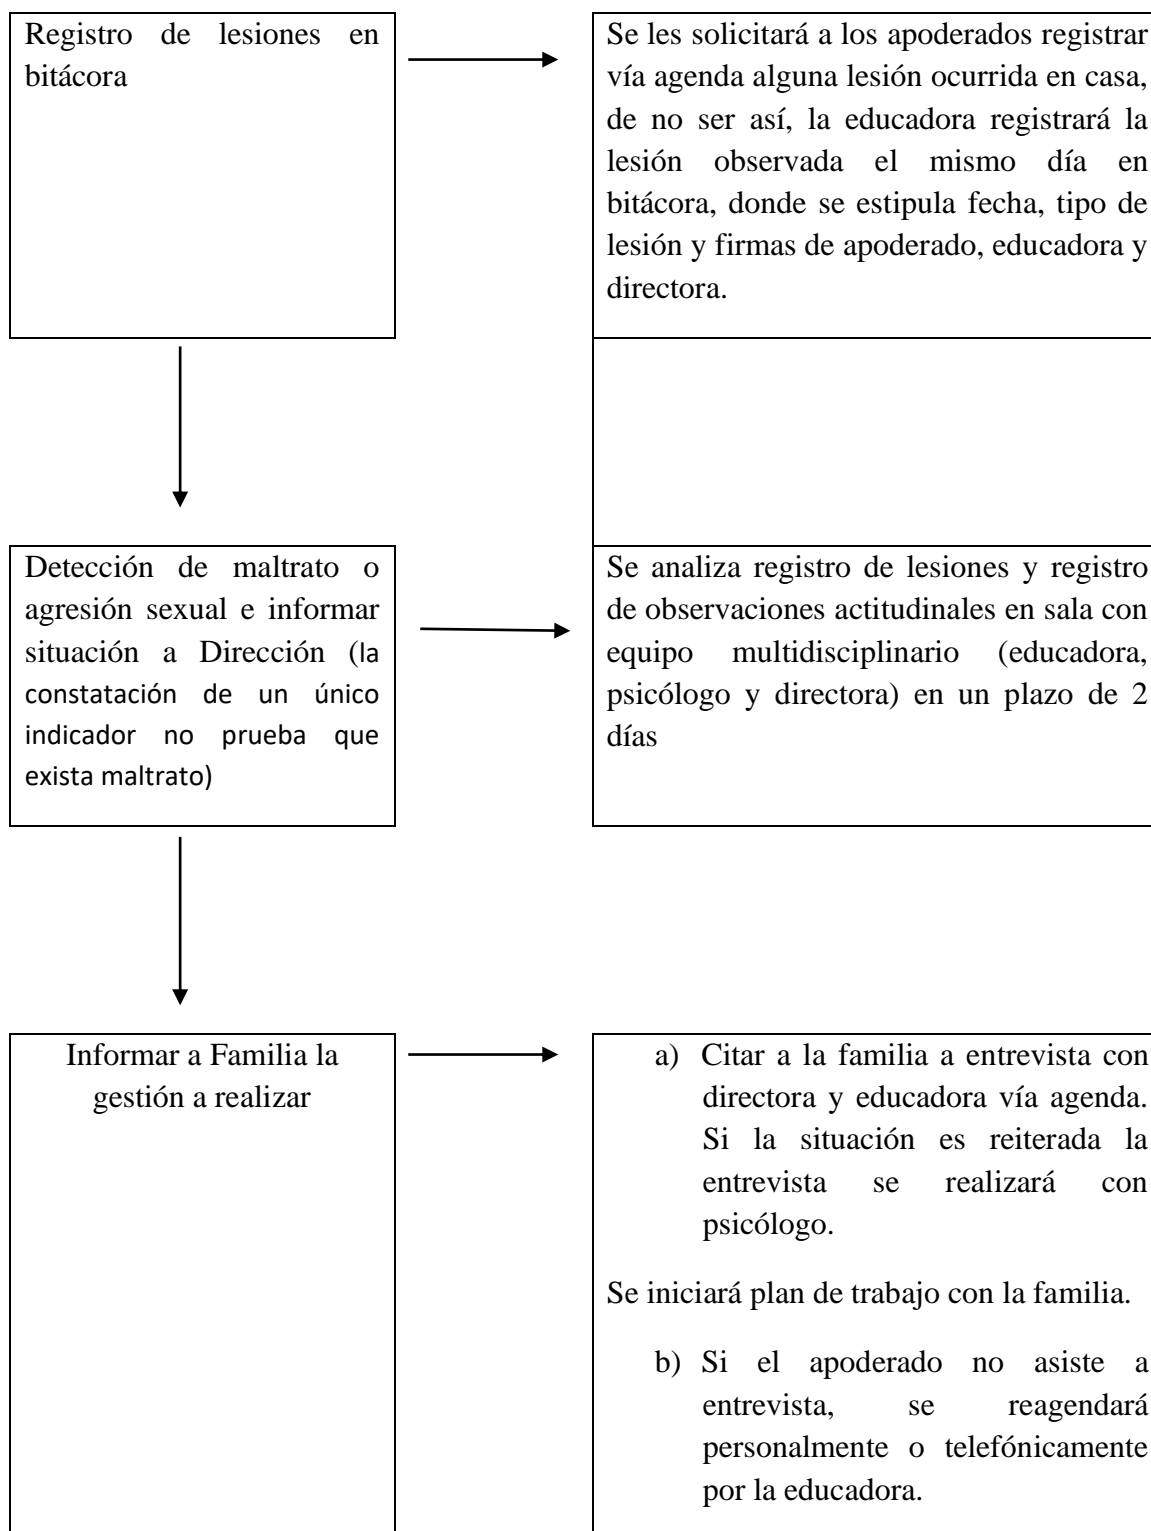 Registro de lesiones en
bitácora
Se les solicitará a los apoderados registrar
vía agenda alguna lesión ocurrida en casa,
de no ser así, la educadora registrará la
lesión observada el mismo día en
bitácora, donde se estipula fecha, tipo de
lesión y firmas de apoderado, educadora y
directora.
Detección de maltrato o
agresión sexual e informar
situación a Dirección (la
constatación de un único
indicador no prueba que
exista maltrato)
Se analiza registro de lesiones y registro
de observaciones actitudinales en sala con
equipo multidisciplinario (educadora,
psicólogo y directora) en un plazo de 2
días
Informar a Familia la
gestión a realizar
a) Citar a la familia a entrevista con
directora y educadora vía agenda.
Si la situación es reiterada la
entrevista se realizará con
psicólogo.
Se iniciará plan de trabajo con la familia.
b) Si el apoderado no asiste a
entrevista, se reagendará
personalmente o telefónicamente
por la educadora.